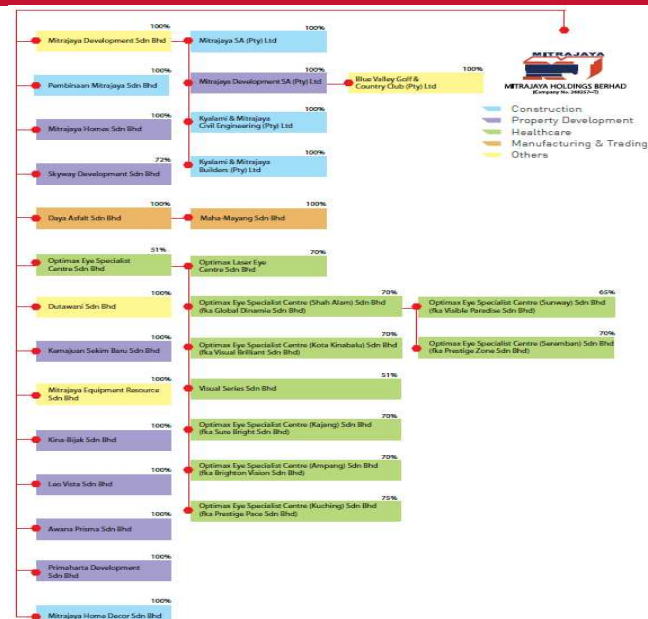 MITRAJAYA
MITRAJAYA HOLDINGS BERHAD
Construction
Property Development
Healthcare
Manufacturing & Trading
Others
100%
Mitrajaya Development Sdn Bhd
100%
Mitrajaya SA (Pty) Ltd
100%
Pembinaan Mitrajaya Sdn Bhd
100%
Mitrajaya Development SA (Pty) Ltd
100%
Blue Valley Golf &
Country Club (Pty) Ltd
100%
Mitrajaya Homes Sdn Bhd
100%
Kyalami & Mitrajaya
Civil Engineering (Pty) Ltd
72%
Skyway Development Sdn Bhd
100%
Kyalami & Mitrajaya
Builders (Pty) Ltd
100%
Daya Asfalt Sdn Bhd
100%
Maha-Mayang Sdn Bhd
51%
Optimax Eye Specialist
Centre Sdn Bhd
70%
Optimax Laser Eye
Centre Sdn Bhd
100%
Dutawani Sdn Bhd
70%
Optimax Eye Specialist Centre (Shah Alam) Sdn Bhd
(fka Global Dinamie Sdn Bhd)
65%
Optimax Eye Specialist Centre (Sunway) Sdn Bhd
(fka Visible Paradise Sdn Bhd)
100%
Kemajuan Sekim Baru Sdn Bhd
70%
Optimax Eye Specialist Centre (Kota Kinabalu) Sdn Bhd
(fka Visual Brilliant Sdn Bhd)
70%
Optimax Eye Specialist Centre (Seremban) Sdn Bhd
(fka Prestige Zone Sdn Bhd)
100%
Mitrajaya Equipment Resource
Sdn Bhd
51%
Visual Series Sdn Bhd
100%
Kina-Bijak Sdn Bhd
70%
Optimax Eye Specialist Centre (Kajang) Sdn Bhd
(fka Sure Bright Sdn Bhd)
100%
Leo Vista Sdn Bhd
70%
Optimax Eye Specialist Centre (Ampang) Sdn Bhd
(fka Brighton Vision Sdn Bhd)
100%
Awana Prisma Sdn Bhd
75%
Optimax Eye Specialist Centre (Kuching) Sdn Bhd
(fka Prestige Pace Sdn Bhd)
100%
Primaharta Development
Sdn Bhd
100%
Mitrajaya Home Decor Sdn Bhd